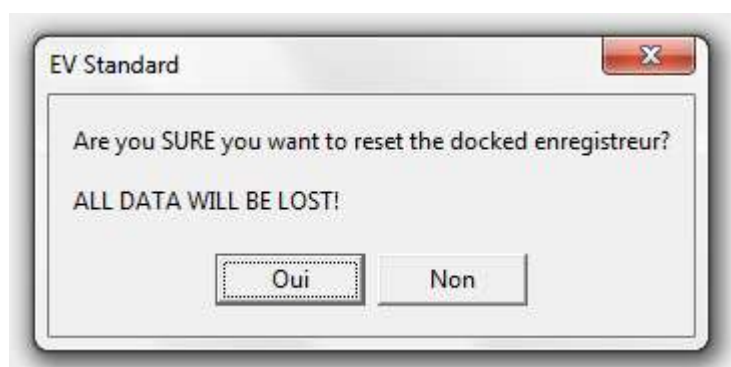 EV Standard
Are you SURE you want to reset the docked enregistreur?
ALL DATA WILL BE LOST!
Oui Non